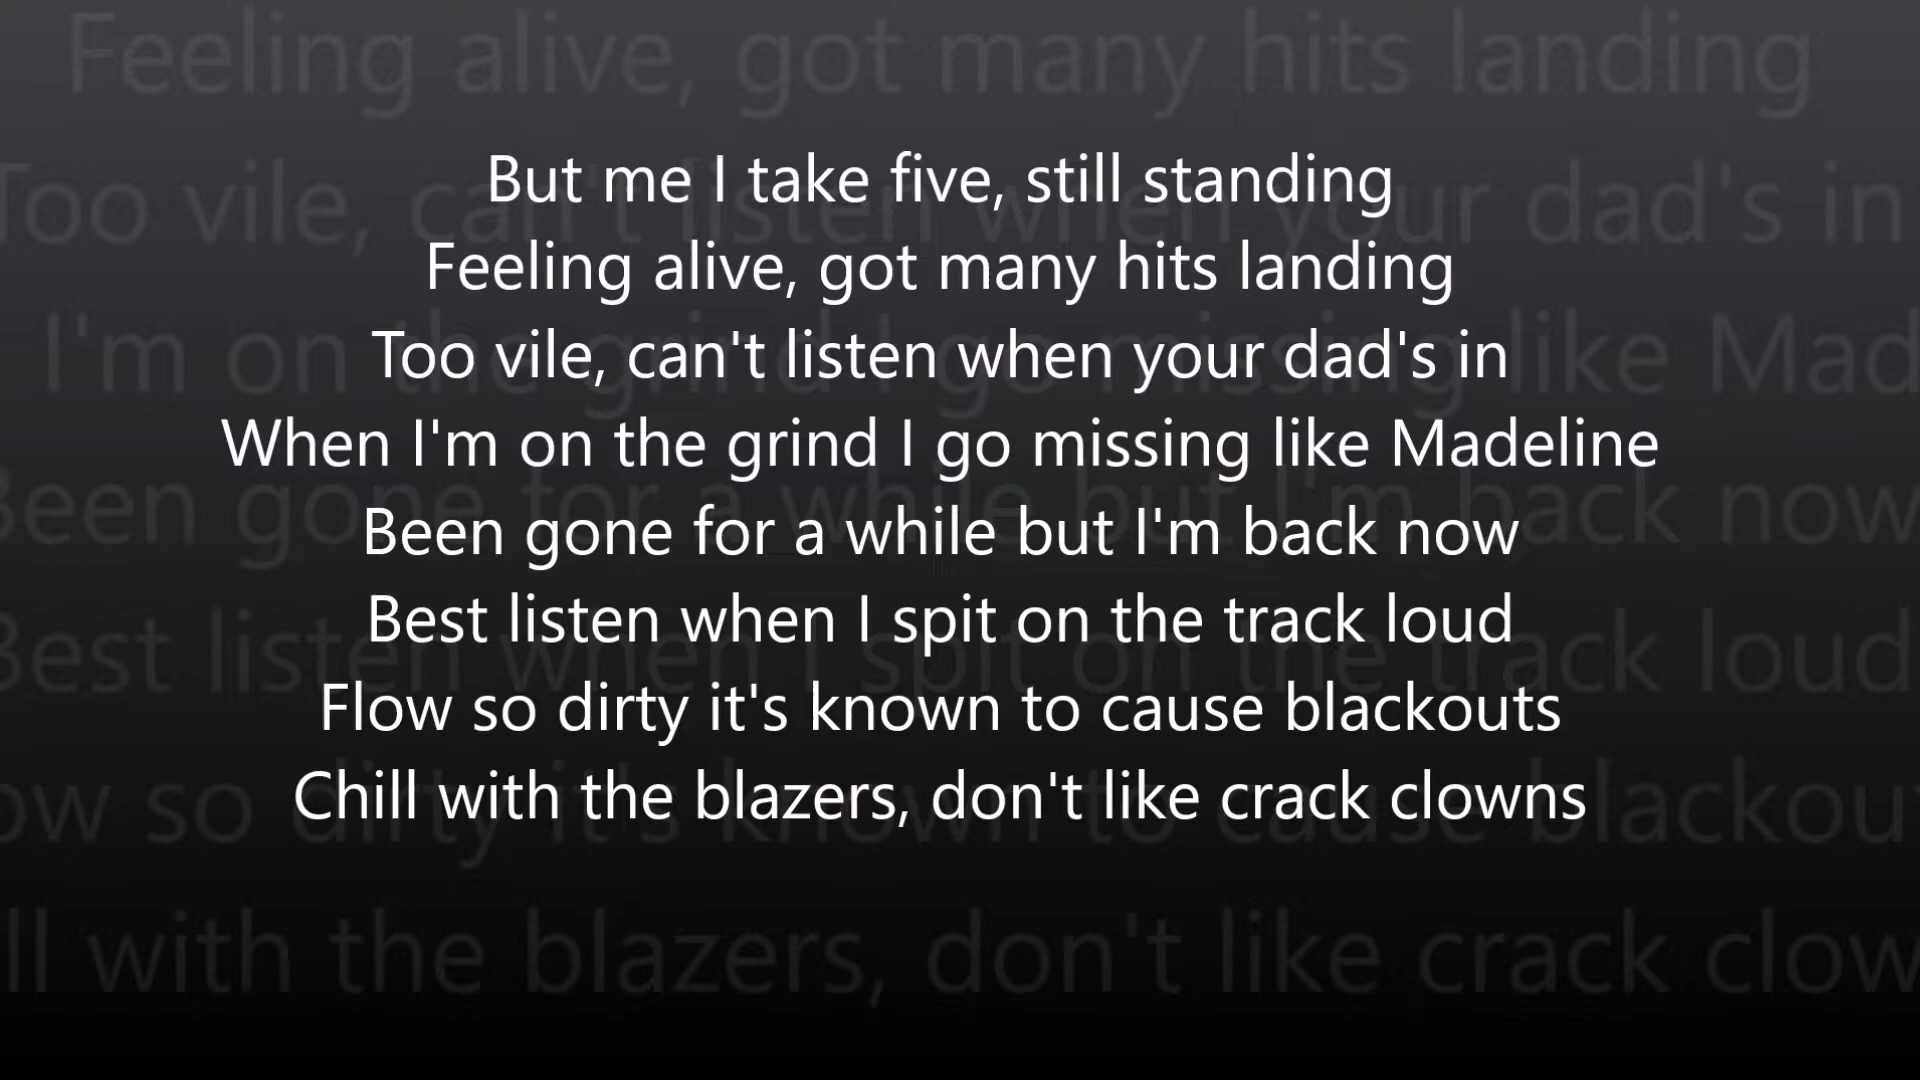 But me I take five, still standing
Feeling alive, got many hits landing
Too vile, can't listen when your dad's in
When I'm on the grind I go missing like Madeline
Been gone for a while but I'm back now
Best listen when I spit on the track loud
Flow so dirty it's known to cause blackouts
Chill with the blazers, don't like crack clowns